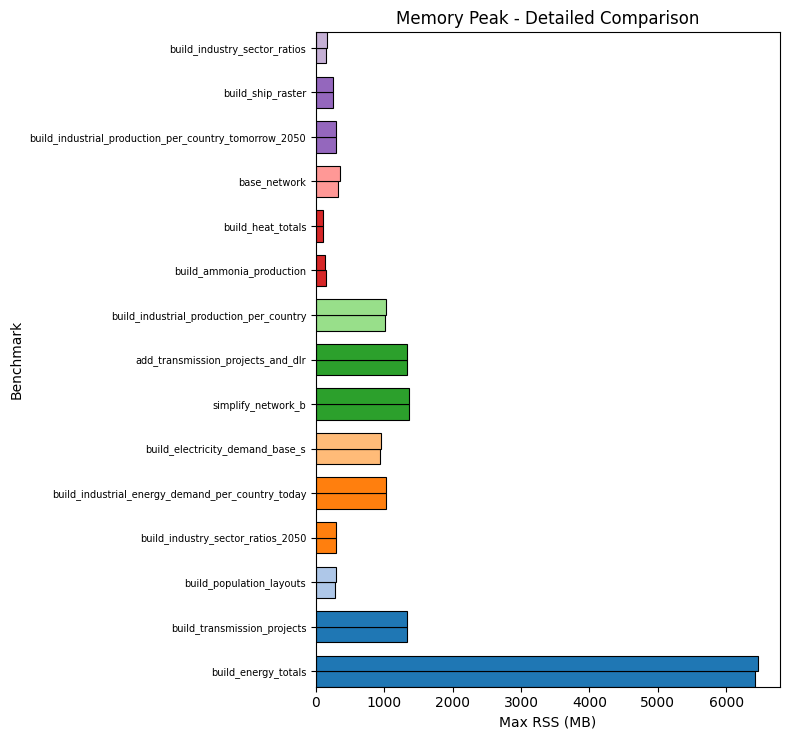 Memory Peak - Detailed Comparison
build_industry_sector_ratios
build_ship_raster
build_industrial_production_per_country_tomorrow_2050
base_network
build_heat_totals
build_ammonia_production
build_industrial_production_per_country
add_transmission_projects_and_dlr
simplify_network_b
build_electricity_demand_base_s
build_industrial_energy_demand_per_country_today
build_industry_sector_ratios_2050
build_population_layouts
build_transmission_projects
build_energy_totals
Benchmark
0 1000 2000 3000 4000 5000 6000
Max RSS (MB)